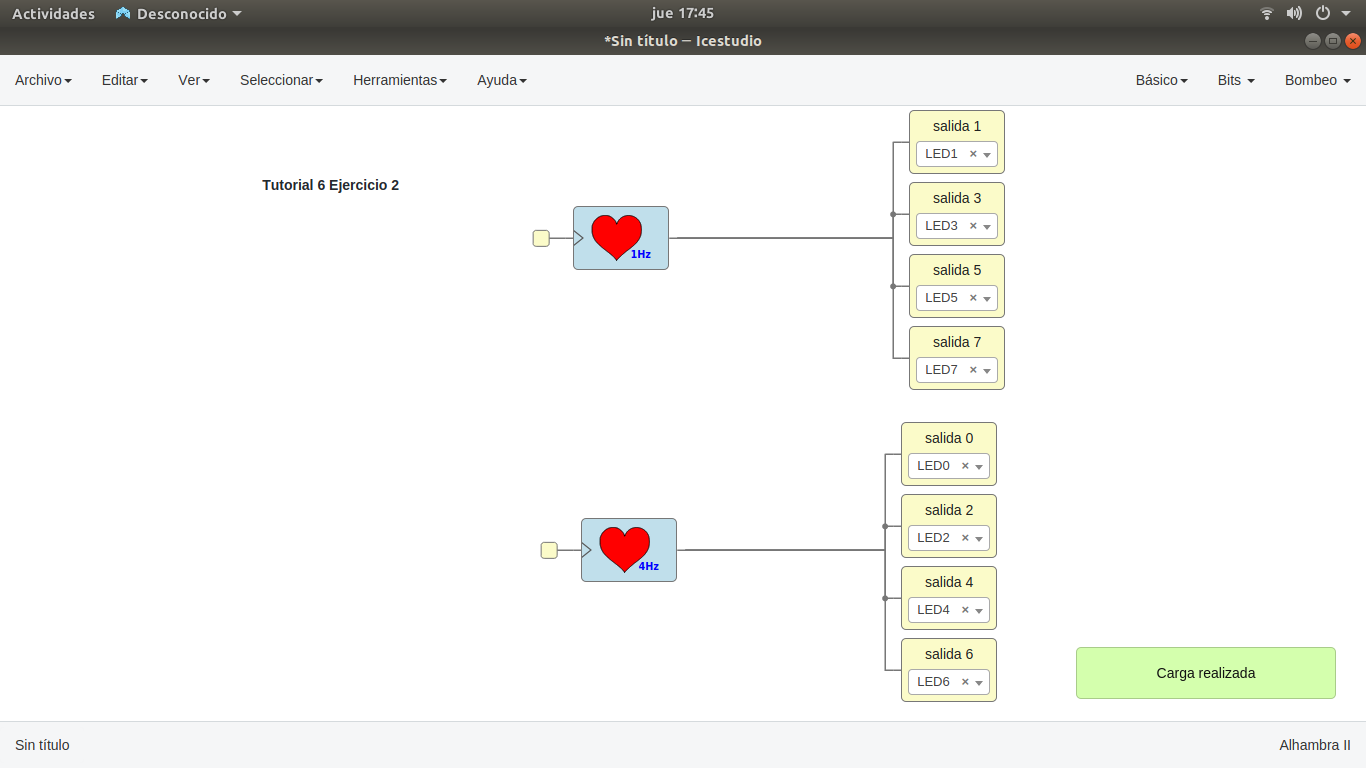 Actividades Desconocido jue 17:45
*Sin título — Icestudio
Archivo Editar Ver Seleccionar Herramientas Ayuda Básico Bits Bombeo
Tutorial 6 Ejercicio 2
1Hz
salida 1
LED1 ×
salida 3
LED3 ×
salida 5
LED5 ×
salida 7
LED7 ×
4Hz
salida 0
LED0 ×
salida 2
LED2 ×
salida 4
LED4 ×
salida 6
LED6 ×
Carga realizada
Sin título Alhambra II